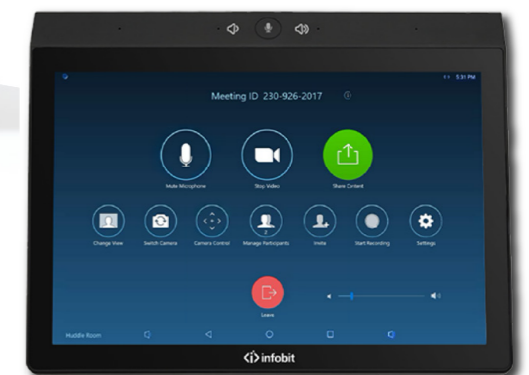 5:31 PM
Meeting ID 230-926-2017
Mute Microphone
Stop Video
Share Content
Change View
Switch Camera
Camera Control
2
Manage Participants
Invite
Start Recording
Settings
Leave
Huddle Room
infobit